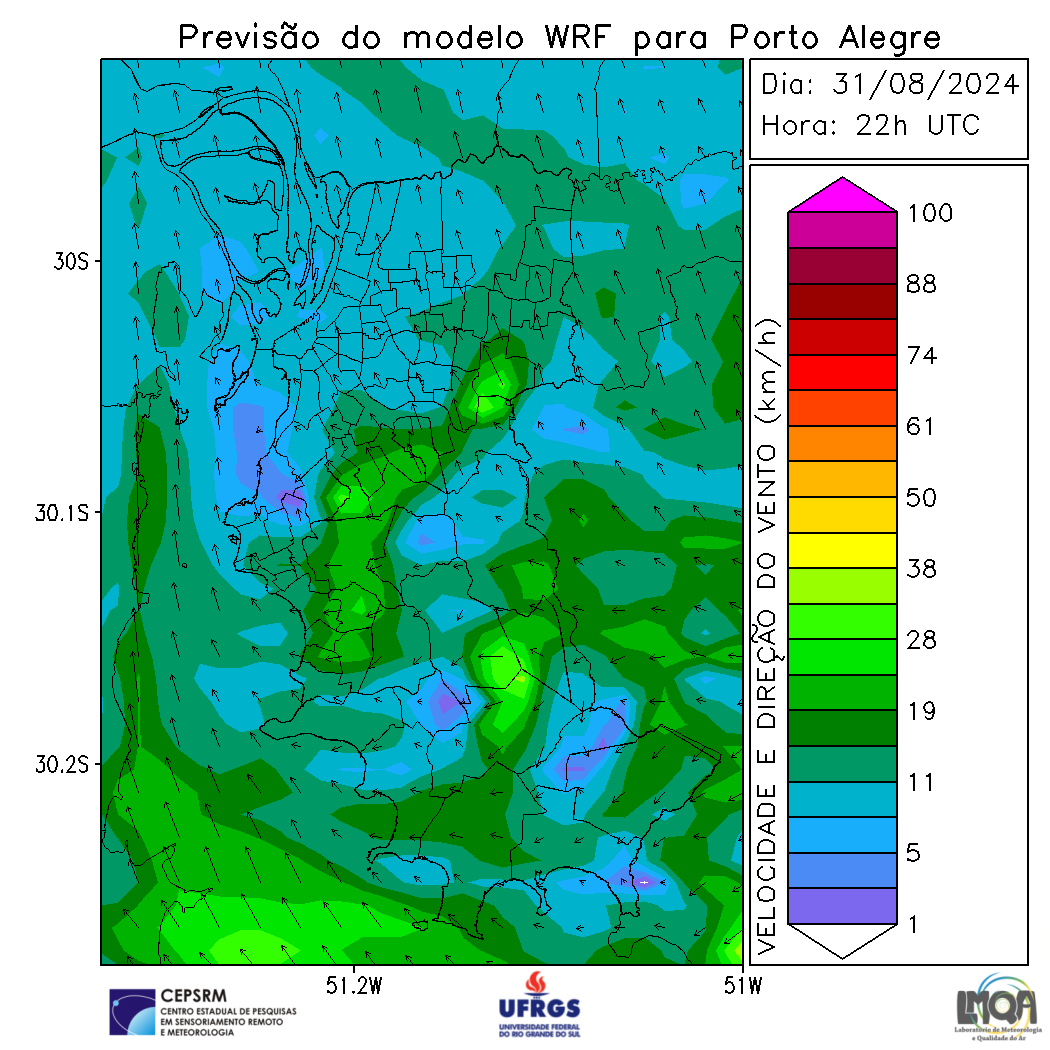 Previsão do modelo WRF para Porto Alegre
Dia: 31/08/2024
Hora: 22h UTC
30S
30.1S
30.2S
51.2W
51W
VELOCIDADE E DIREÇÃO DO VENTO (km/h)
100
88
74
61
50
38
28
19
11
5
1
CEPSRM
CENTRO ESTADUAL DE PESQUISAS
EM SENSORIAMENTO REMOTO
E METEOROLOGIA
UFRGS
UNIVERSIDADE FEDERAL
DO RIO GRANDE DO SUL
LMQA
Laboratório de Meteorologia
e Qualidade do Ar